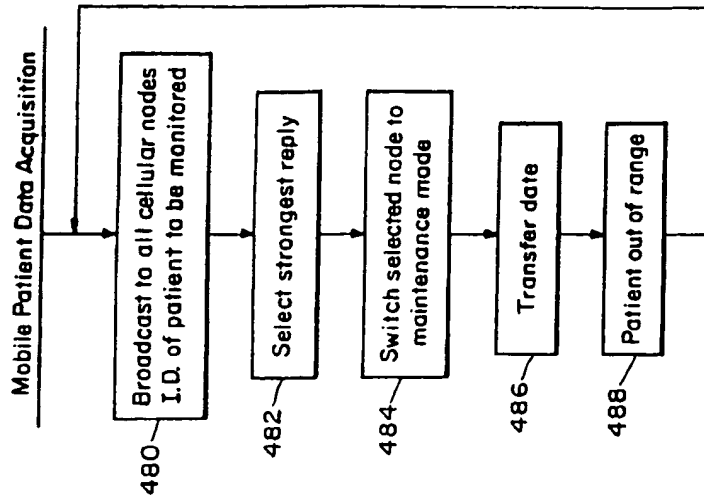 Mobile Patient Data Acquisition
480
Broadcast to all cellular nodes
I.D. of patient to be monitored
482
Select strongest reply
484
Switch selected node to
maintenance mode
486
Transfer date
488
Patient out of range